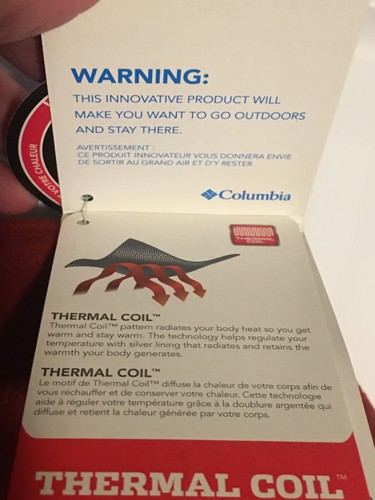 WARNING:
THIS INNOVATIVE PRODUCT WILL
MAKE YOU WANT TO GO OUTDOORS
AND STAY THERE.
AVERTISSEMENT :
CE PRODUIT INNOVATEUR VOUS DONNERA ENVIE
DE SORTIR AU GRAND AIR ET D'Y RESTER.
VOTRE CHALEUR
Columbia
THERMAL
COIL
THERMAL COIL™
Thermal Coil™ pattern radiates your body heat so you get
warm and stay warm. The technology helps regulate your
temperature with silver lining that radiates and retains the
warmth your body generates.
THERMAL COIL™
Le motif de Thermal Coil™ diffuse la chaleur de votre corps afin de
vous réchauffer et de conserver votre chaleur. Cette technologie
aide à réguler votre température grâce à la doublure argentée qui
diffuse et retient la chaleur générée par votre corps.
THERMAL COIL™